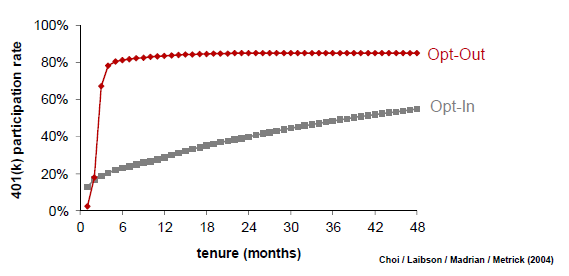 100%
80%
60%
40%
20%
0%
401(k) participation rate
Opt-Out
Opt-In
0 6 12 18 24 30 36 42 48
tenure (months)
Choi / Laibson / Madrian / Metrick (2004)